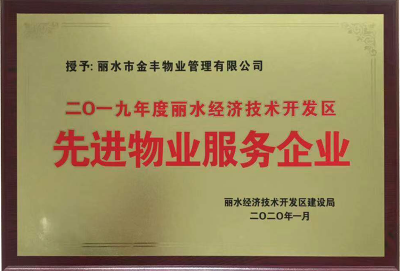 授予:丽水市金丰物业管理有限公司
二〇一九年度丽水经济技术开发区
先进物业服务企业
丽水经济技术开发区建设局
二〇二〇年一月